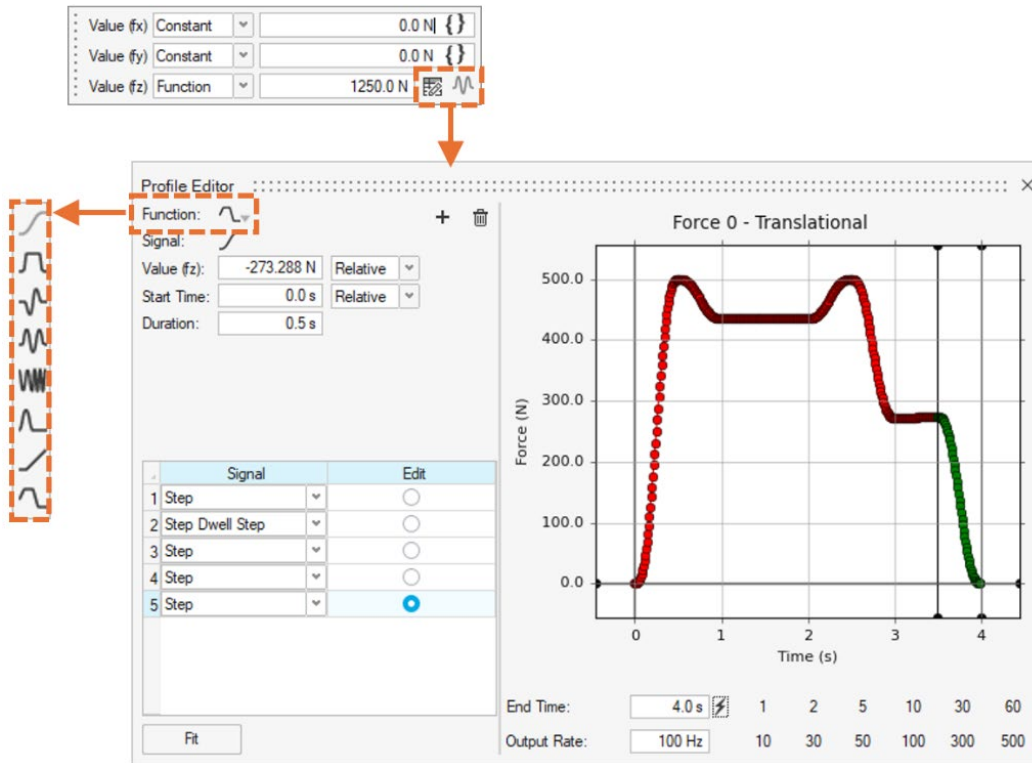 Value (fx) Constant 0.0 N {}
Value (fy) Constant 0.0 N {}
Value (fz) Function 1250.0 N
Profile Editor
Function:
Signal:
Value (fz): -273.288 N Relative
Start Time: 0.0 s Relative
Duration: 0.5 s
Signal Edit
1 Step
2 Step Dwell Step
3 Step
4 Step
5 Step
Fit
Force 0 - Translational
500.0
400.0
300.0
200.0
100.0
0.0
Force (N)
0 1 2 3 4
Time (s)
End Time: 4.0 s 1 2 5 10 30 60
Output Rate: 100 Hz 10 30 50 100 300 500